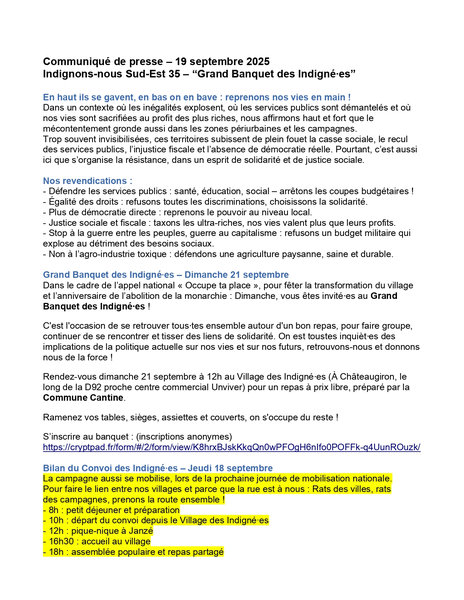 Communiqué de presse – 19 septembre 2025
Indignons-nous Sud-Est 35 – “Grand Banquet des Indigné·es”
En haut ils se gavent, en bas on en bave : reprenons nos vies en main !
Dans un contexte où les inégalités explosent, où les services publics sont démantelés et où
nos vies sont sacrifiées au profit des plus riches, nous affirmons haut et fort que le
mécontentement gronde aussi dans les zones périurbaines et les campagnes.
Trop souvent invisibilisées, ces territoires subissent de plein fouet la casse sociale, le recul
des services publics, l’injustice fiscale et l’absence de démocratie réelle. Pourtant, c’est aussi
ici que s’organise la résistance, dans un esprit de solidarité et de justice sociale.
Nos revendications :
- Défendre les services publics : santé, éducation, social – arrêtons les coupes budgétaires !
- Égalité des droits : refusons toutes les discriminations, choisissons la solidarité.
- Plus de démocratie directe : reprenons le pouvoir au niveau local.
- Justice sociale et fiscale : taxons les ultra-riches, nos vies valent plus que leurs profits.
- Stop à la guerre entre les peuples, guerre au capitalisme : refusons un budget militaire qui
explose au détriment des besoins sociaux.
- Non à l’agro-industrie toxique : défendons une agriculture paysanne, saine et durable.
Grand Banquet des Indigné·es – Dimanche 21 septembre
Dans le cadre de l’appel national « Occupe ta place », pour fêter la transformation du village
et l’anniversaire de l’abolition de la monarchie : Dimanche, vous êtes invité·es au Grand
Banquet des Indigné·es !
C'est l'occasion de se retrouver tous·tes ensemble autour d'un bon repas, pour faire groupe,
continuer de se rencontrer et tisser des liens de solidarité. On est toustes inquièt·es des
implications de la politique actuelle sur nos vies et sur nos futurs, retrouvons-nous et donnons
nous de la force !
Rendez-vous dimanche 21 septembre à 12h au Village des Indigné·es (À Châteaugiron, le
long de la D92 proche centre commercial Univer) pour un repas à prix libre, préparé par la
Commune Cantine.
Ramenez vos tables, sièges, assiettes et couverts, on s'occupe du reste !
S’inscrire au banquet : (inscriptions anonymes)
https://cryptpad.fr/form/#/2/form/view/K8hrxBJskKkqQn0wPFOgH6nIfo0POFFk-q4UunROuzk/
Bilan du Convoi des Indigné·es – Jeudi 18 septembre
La campagne aussi se mobilise, lors de la prochaine journée de mobilisation nationale.
Pour faire le lien entre nos villages et parce que la rue est à nous : Rats des villes, rats
des campagnes, prenons la route ensemble !
- 8h : petit déjeuner et préparation
- 10h : départ du convoi depuis le Village des Indigné·es
- 12h : pique-nique à Janzé
- 16h30 : accueil au village
- 18h : assemblée populaire et repas partagé